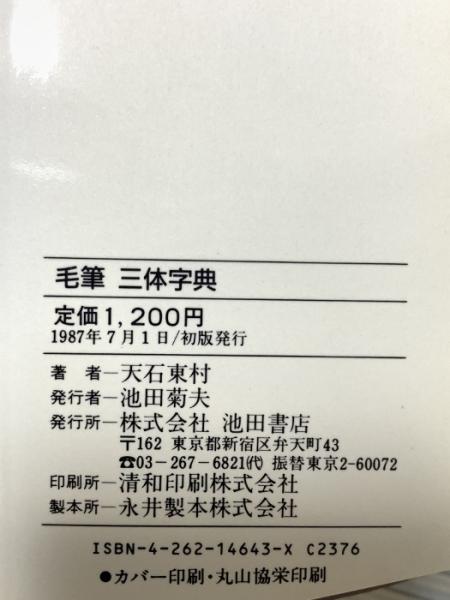 毛筆 三体字典
定価1,200円
1987年7月1日/初版発行
著 者―天石東村
発行者―池田菊夫
発行所―株式会社 池田書店
〒162 東京都新宿区弁天町43
☎03-267-6821(代) 振替東京2-60072
印刷所―清和印刷株式会社
製本所―永井製本株式会社
ISBN-4-262-14643-X C2376
●カバー印刷・丸山協栄印刷